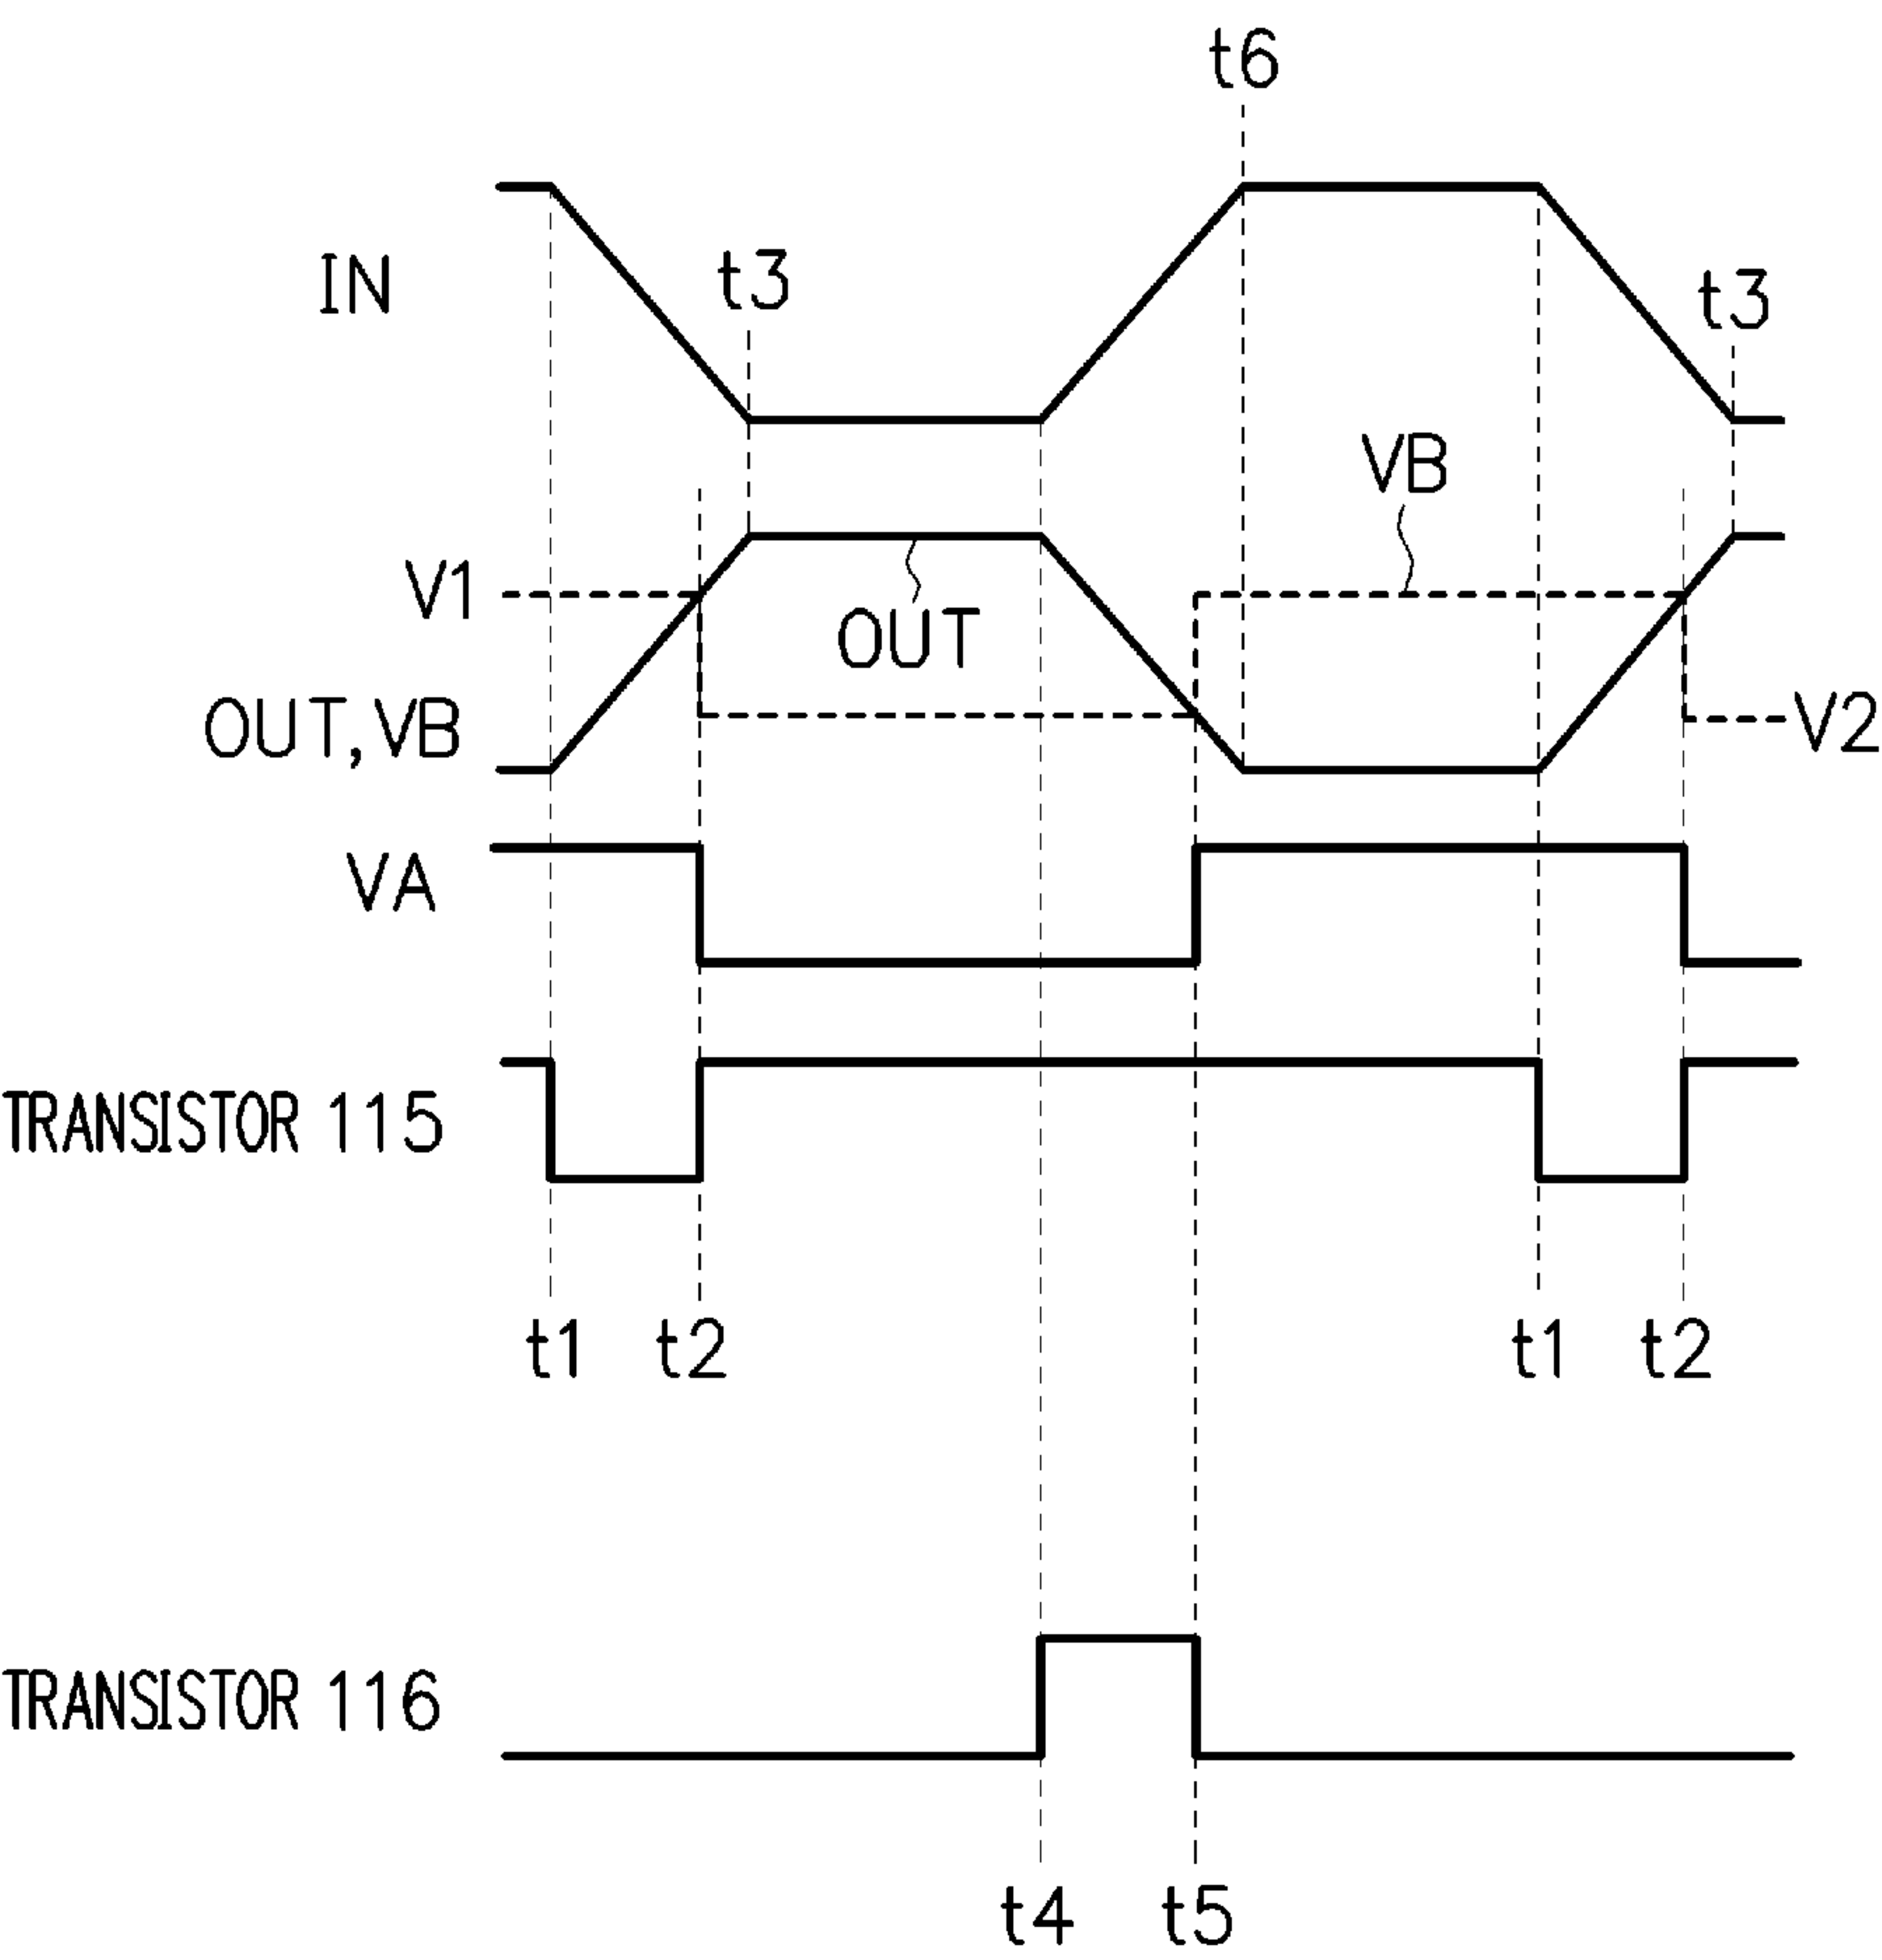 t6
IN
t3
t3
VB
V1
OUT
OUT,VB
V2
VA
TRANSISTOR 115
t1
t2
t1
t2
TRANSISTOR 116
t4
t5